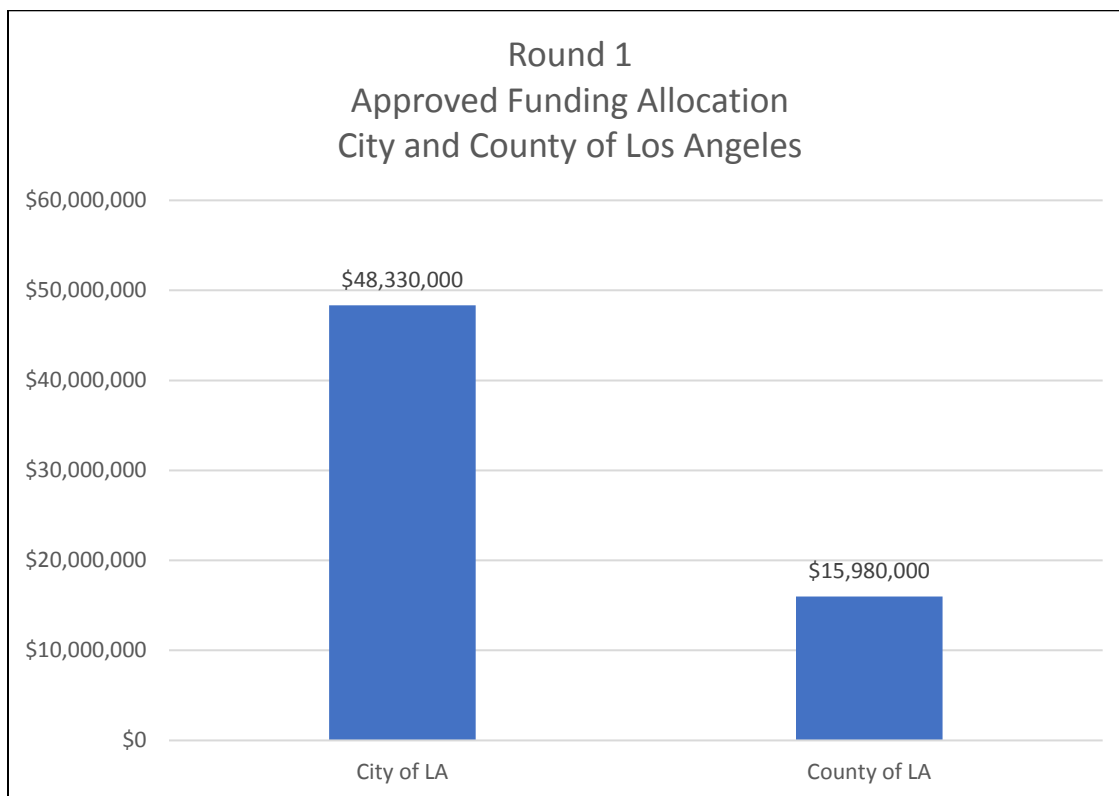 Round 1
Approved Funding Allocation
City and County of Los Angeles
$60,000,000
$50,000,000
$40,000,000
$30,000,000
$20,000,000
$10,000,000
$0
$48,330,000
$15,980,000
City of LA
County of LA